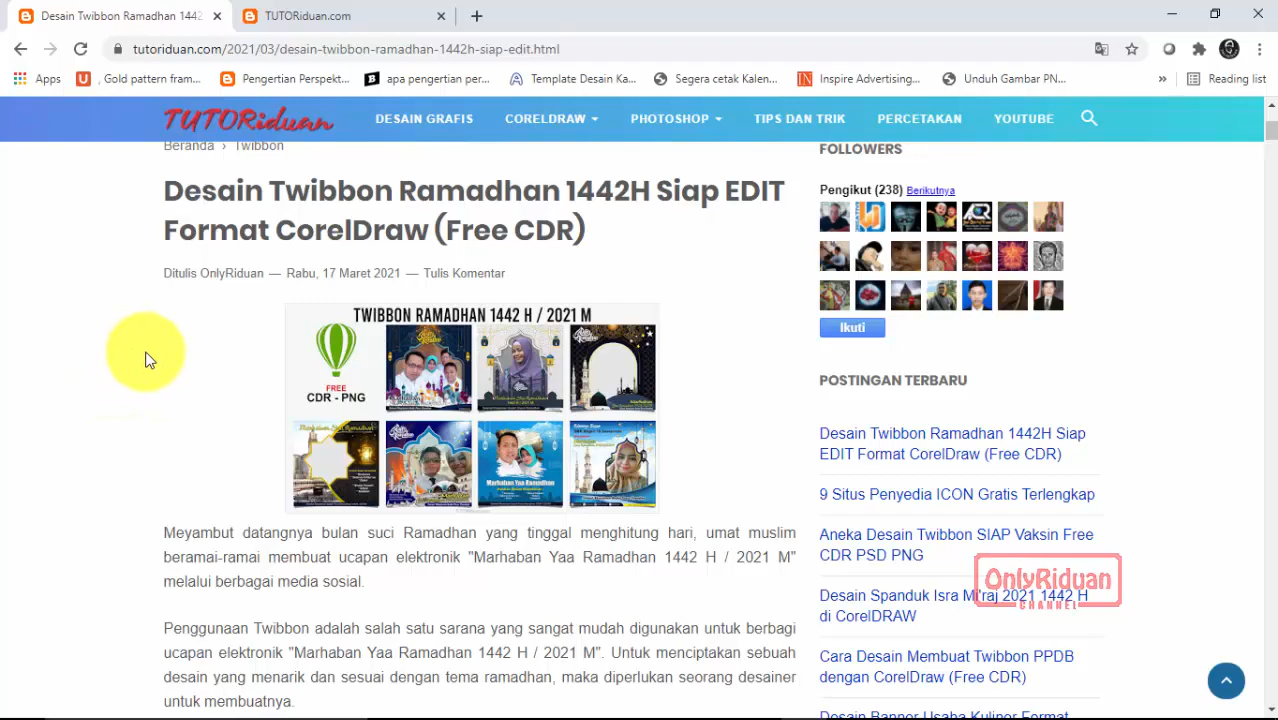 Desain Twibbon Ramadhan 1442
TUTORiduan.com
tutoriduan.com/2021/03/desain-twibbon-ramadhan-1442h-siap-edit.html
Apps
, Gold pattern fram...
Pengertian Perspekt...
apa pengertian per...
Template Desain Ka...
Segera cetak Kalen...
Inspire Advertising...
Unduh Gambar PN...
»
Reading list
TUTORiduan
DESAIN GRAFIS
CORELDRAW
PHOTOSHOP
TIPS DAN TRIK
PERCETAKAN
YOUTUBE
Beranda › Twibbon
Desain Twibbon Ramadhan 1442H Siap EDIT
Format CorelDraw (Free CDR)
Ditulis OnlyRiduan — Rabu, 17 Maret 2021 — Tulis Komentar
TWIBBON RAMADHAN 1442 H / 2021 M
FREE
CDR - PNG
Marhaban Yaa
Ramadhan
Meyambut datangnya bulan suci Ramadhan yang tinggal menghitung hari, umat muslim
beramai-ramai membuat ucapan elektronik "Marhaban Yaa Ramadhan 1442 H / 2021 M"
melalui berbagai media sosial.
Penggunaan Twibbon adalah salah satu sarana yang sangat mudah digunakan untuk berbagi
ucapan elektronik "Marhaban Yaa Ramadhan 1442 H / 2021 M". Untuk menciptakan sebuah
desain yang menarik dan sesuai dengan tema ramadhan, maka diperlukan seorang desainer
untuk membuatnya.
FOLLOWERS
Pengikut (238) Berikutnya
Ikuti
POSTINGAN TERBARU
Desain Twibbon Ramadhan 1442H Siap
EDIT Format CorelDraw (Free CDR)
9 Situs Penyedia ICON Gratis Terlengkap
Aneka Desain Twibbon SIAP Vaksin Free
CDR PSD PNG
Desain Spanduk Isra Mi'raj 2021 1442 H
di CorelDRAW
Cara Desain Membuat Twibbon PPDB
dengan CorelDraw (Free CDR)
Desain Banner Usaha Kuliner Format
OnlyRiduan
CHANNEL